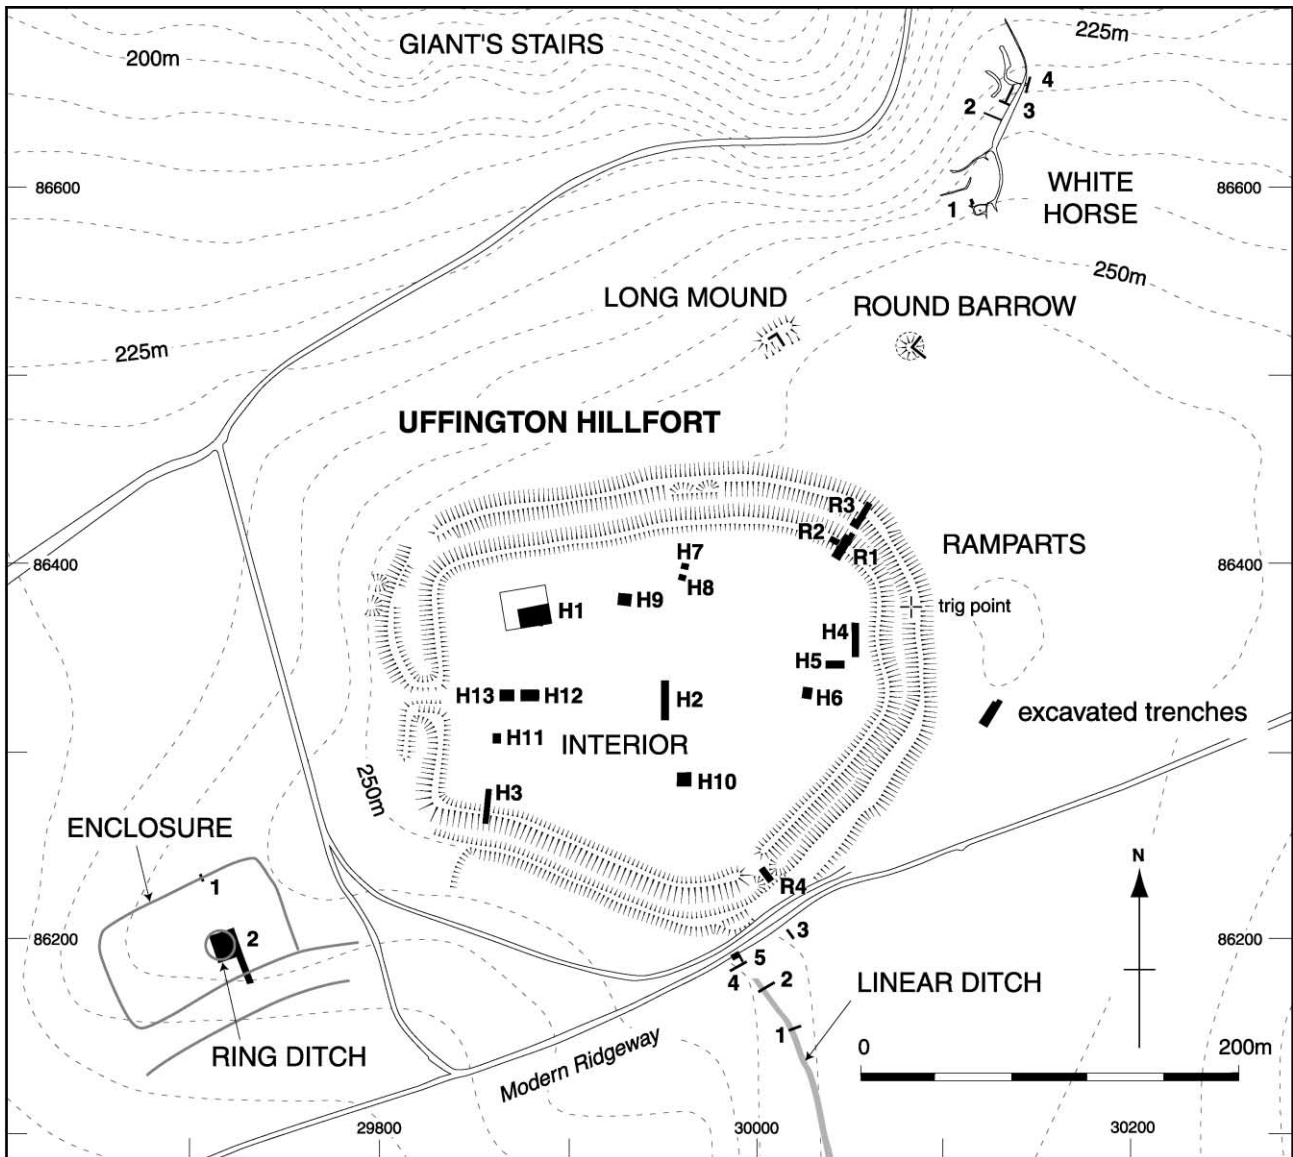 GIANT'S STAIRS
225m
200m
4
2
3
86600
86600
WHITE
HORSE
1
250m
LONG MOUND
ROUND BARROW
225m
UFFINGTON HILLFORT
R3
R2
R1
RAMPARTS
H7
86400
86400
H8
H9
H1
trig point
H4
H5
H13
H12
H2
H6
excavated trenches
H11
INTERIOR
H10
250m
H3
ENCLOSURE
N
1
R4
86200
2
3
86200
5
4
2
LINEAR DITCH
1
RING DITCH
0
200m
Modern Ridgeway
29800
30000
30200